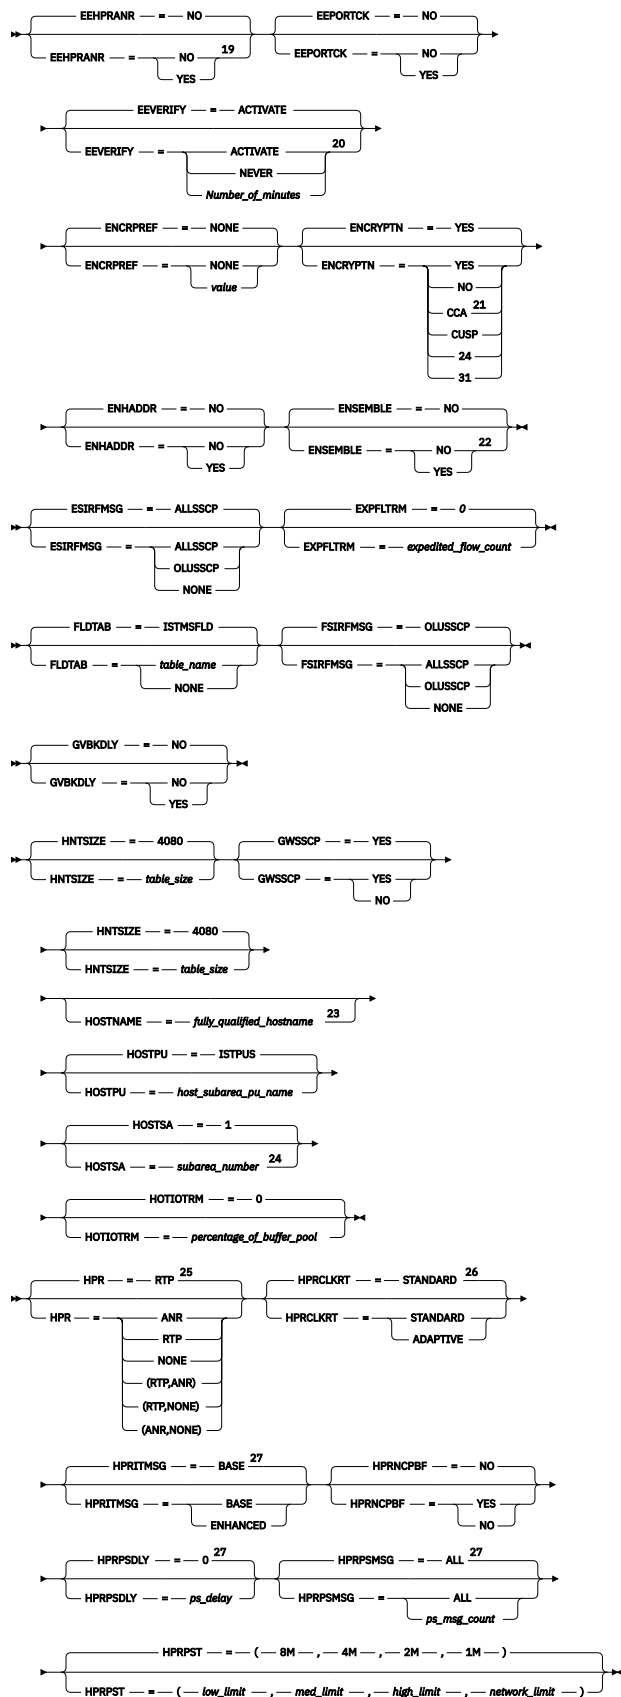 EEHPRANR = NO EEPORTCK = NO
EEHPRANR = NO 19 EEPORTCK = NO
YES YES
EEVERIFY = ACTIVATE
EEVERIFY = ACTIVATE 20
NEVER
Number_of_minutes
ENCRPREF = NONE ENCRYPTN = YES
ENCRPREF = NONE ENCRYPTN = YES
value NO
CCA 21
CUSP
24
31
ENHADDR = NO ENSEMBLE = NO
ENHADDR = NO ENSEMBLE = NO 22
YES YES
ESIRFMSG = ALLSSCP EXPFLTRM = 0
ESIRFMSG = ALLSSCP EXPFLTRM = expedited_flow_count
OLUSSCP
NONE
FLDTAB = ISTMSFLD FSIRFMSG = OLUSSCP
FLDTAB = table_name FSIRFMSG = ALLSSCP
NONE OLUSSCP
NONE
GVBKDLY = NO
GVBKDLY = NO
YES
HNTSIZE = 4080 GWSSCP = YES
HNTSIZE = table_size GWSSCP = YES
NO
HNTSIZE = 4080
HNTSIZE = table_size
HOSTNAME = fully_qualified_hostname 23
HOSTPU = ISTPUS
HOSTPU = host_subarea_pu_name
HOSTSA = 1
HOSTSA = subarea_number 24
HOTIOTRM = 0
HOTIOTRM = percentage_of_buffer_pool
HPR = RTP 25 HPRCLKRT = STANDARD 26
HPR = ANR HPRCLKRT = STANDARD
RTP ADAPTIVE
NONE
(RTP,ANR)
(RTP,NONE)
(ANR,NONE)
HPRITMSG = BASE 27 HPRNCPBF = NO
HPRITMSG = BASE HPRNCPBF = YES
ENHANCED NO
HPRPSDLY = 0 27 HPRPSMSG = ALL 27
HPRPSDLY = ps_delay HPRPSMSG = ALL
ps_msg_count
HPRPST = ( 8M , 4M , 2M , 1M )
HPRPST = ( low_limit , med_limit , high_limit , network_limit )